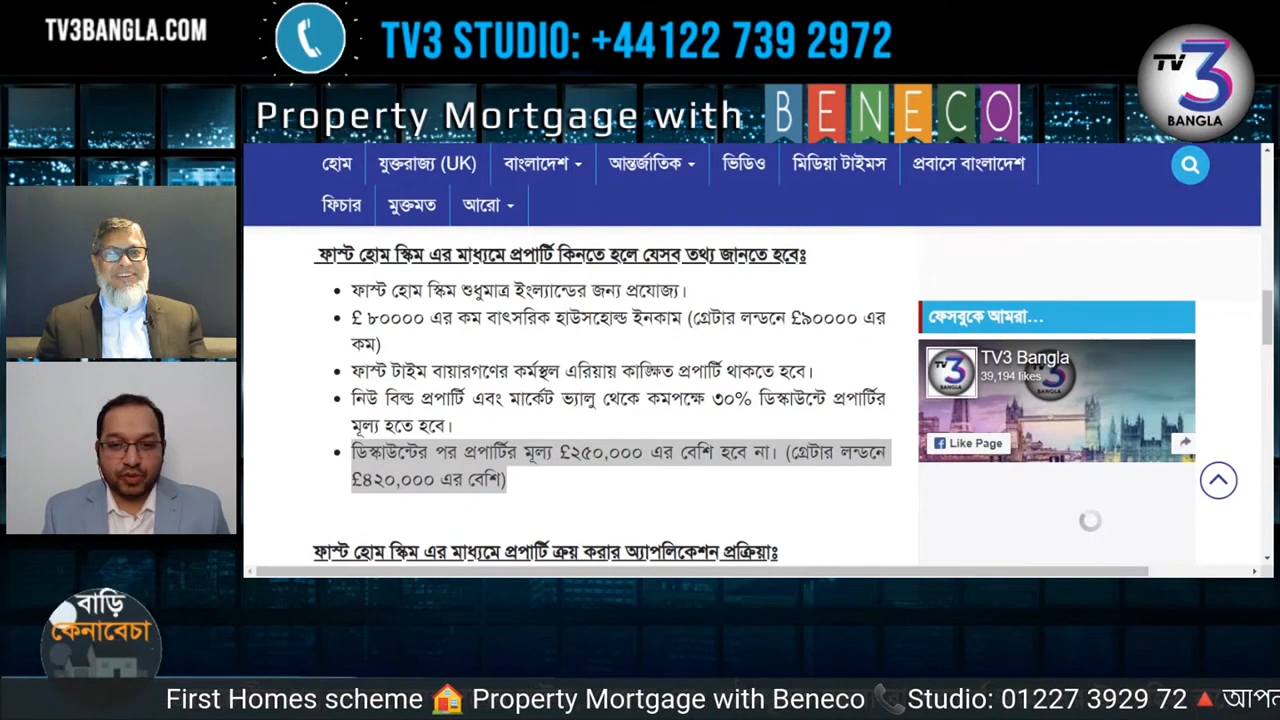 TV3BANGLA.COM
TV3 STUDIO: +44122 739 2972
TV 3
BANGLA
Property Mortgage with BENECO
হোম যুক্তরাজ্য (UK) বাংলাদেশ আন্তর্জাতিক ভিডিও মিডিয়া টাইমস প্রবাসে বাংলাদেশ
ফিচার মুক্তমত আরো
ফাস্ট হোম স্কিম এর মাধ্যমে প্রপার্টি কিনতে হলে যেসব তথ্য জানতে হবেঃ
• ফাস্ট হোম স্কিম শুধুমাত্র ইংল্যান্ডের জন্য প্রযোজ্য।
• £ ৮০০০০ এর কম বাৎসরিক হাউসহোল্ড ইনকাম (গ্রেটার লন্ডনে £৯০০০০ এর
কম)
• ফাস্ট টাইম বায়ারগণের কর্মস্থল এরিয়ায় কাঙ্ক্ষিত প্রপার্টি থাকতে হবে।
• নিউ বিল্ড প্রপার্টি এবং মার্কেট ভ্যালু থেকে কমপক্ষে ৩০% ডিস্কাউন্টে প্রপার্টির
মূল্য হতে হবে।
• ডিস্কাউন্টের পর প্রপার্টির মূল্য £২৫০,০০০ এর বেশি হবে না। (গ্রেটার লন্ডনে
£৪২০,০০০ এর বেশি)
ফাস্ট হোম স্কিম এর মাধ্যমে প্রপার্টি ক্রয় করার অ্যাপলিকেশন প্রক্রিয়াঃ
ফেসবুকে আমরা...
TV3 Bangla
39,194 likes
Like Page
বাড়ি
কেনাবেচা
First Homes scheme 🏠 Property Mortgage with Beneco 📞Studio: 01227 3929 72🔺আপন